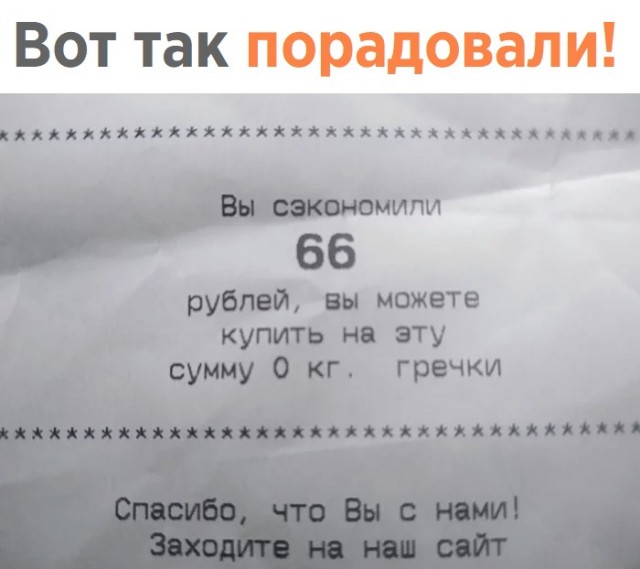 Вот так порадовали!
****************************************
Вы сэкономили
66
рублей, вы можете
купить на эту
сумму 0 кг. гречки
****************************************
Спасибо, что Вы с нами!
Заходите на наш сайт